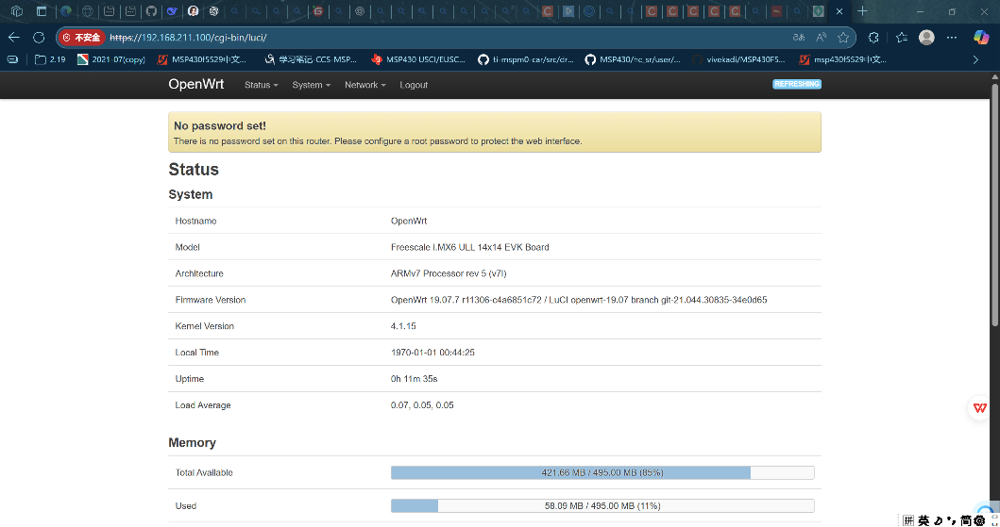 不安全 https://192.168.211.100/cgi-bin/luci/
2.19 2021-07(copy) MSP430f5529中文... 学习笔记-CCS-MSP... MSP430 USCI/EUSC... ti-mspm0-car/src/dr... MSP430/hc_sr/user/... vivekadi/MSP430F5... msp430f5529中文...
OpenWrt Status System Network Logout REFRESHING
No password set!
There is no password set on this router. Please configure a root password to protect the web interface.
Status
System
Hostname OpenWrt
Model Freescale i.MX6 ULL 14x14 EVK Board
Architecture ARMv7 Processor rev 5 (v7l)
Firmware Version OpenWrt 19.07.7 r11306-c4a6851c72 / LuCI openwrt-19.07 branch git-21.044.30835-34e0d65
Kernel Version 4.1.15
Local Time 1970-01-01 00:44:25
Uptime 0h 11m 35s
Load Average 0.07, 0.05, 0.05
Memory
Total Available 421.66 MB / 495.00 MB (85%)
Used 58.09 MB / 495.00 MB (11%)
拼 英 简